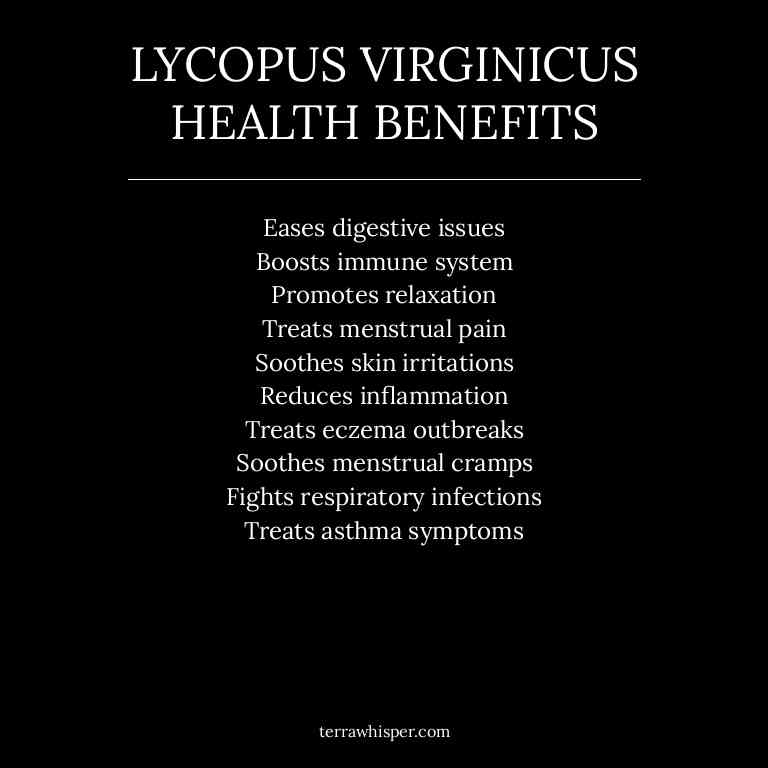 LYCOPUS VIRGINICUS
HEALTH BENEFITS
Eases digestive issues
Boosts immune system
Promotes relaxation
Treats menstrual pain
Soothes skin irritations
Reduces inflammation
Treats eczema outbreaks
Soothes menstrual cramps
Fights respiratory infections
Treats asthma symptoms
terrawhisper.com